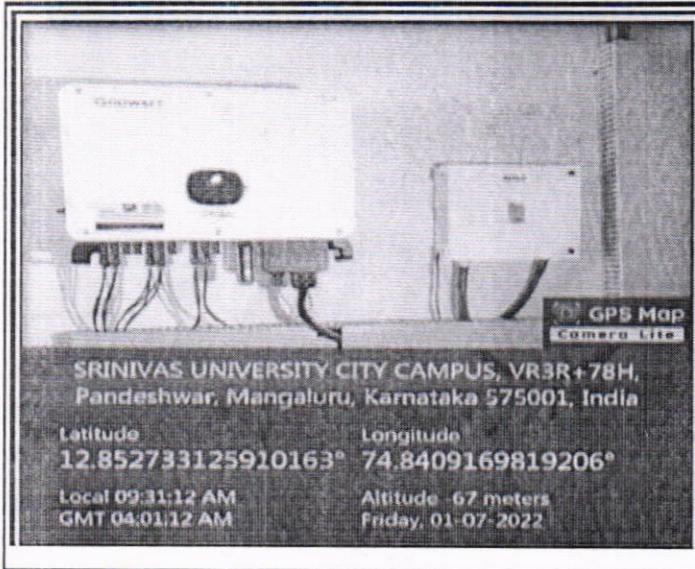 GROWATT
GPS Map
Camera Lite
SRINIVAS UNIVERSITY CITY CAMPUS, VR3R+78H,
Pandeshwar, Mangaluru, Karnataka 575001, India
Latitude
12.852733125910163°
Longitude
74.8409169819206°
Local 09:31:12 AM
GMT 04:01:12 AM
Altitude 67 meters
Friday, 01-07-2022